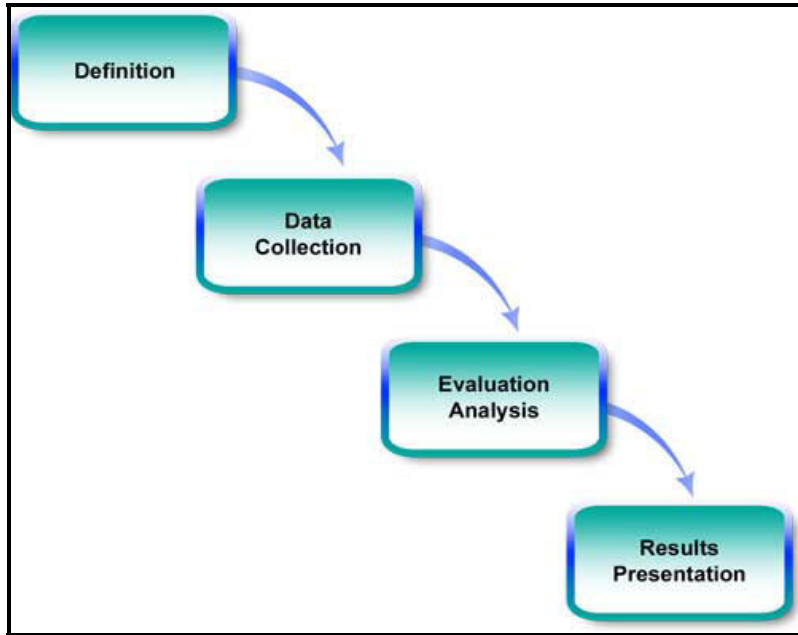 Definition
Data
Collection
Evaluation
Analysis
Results
Presentation